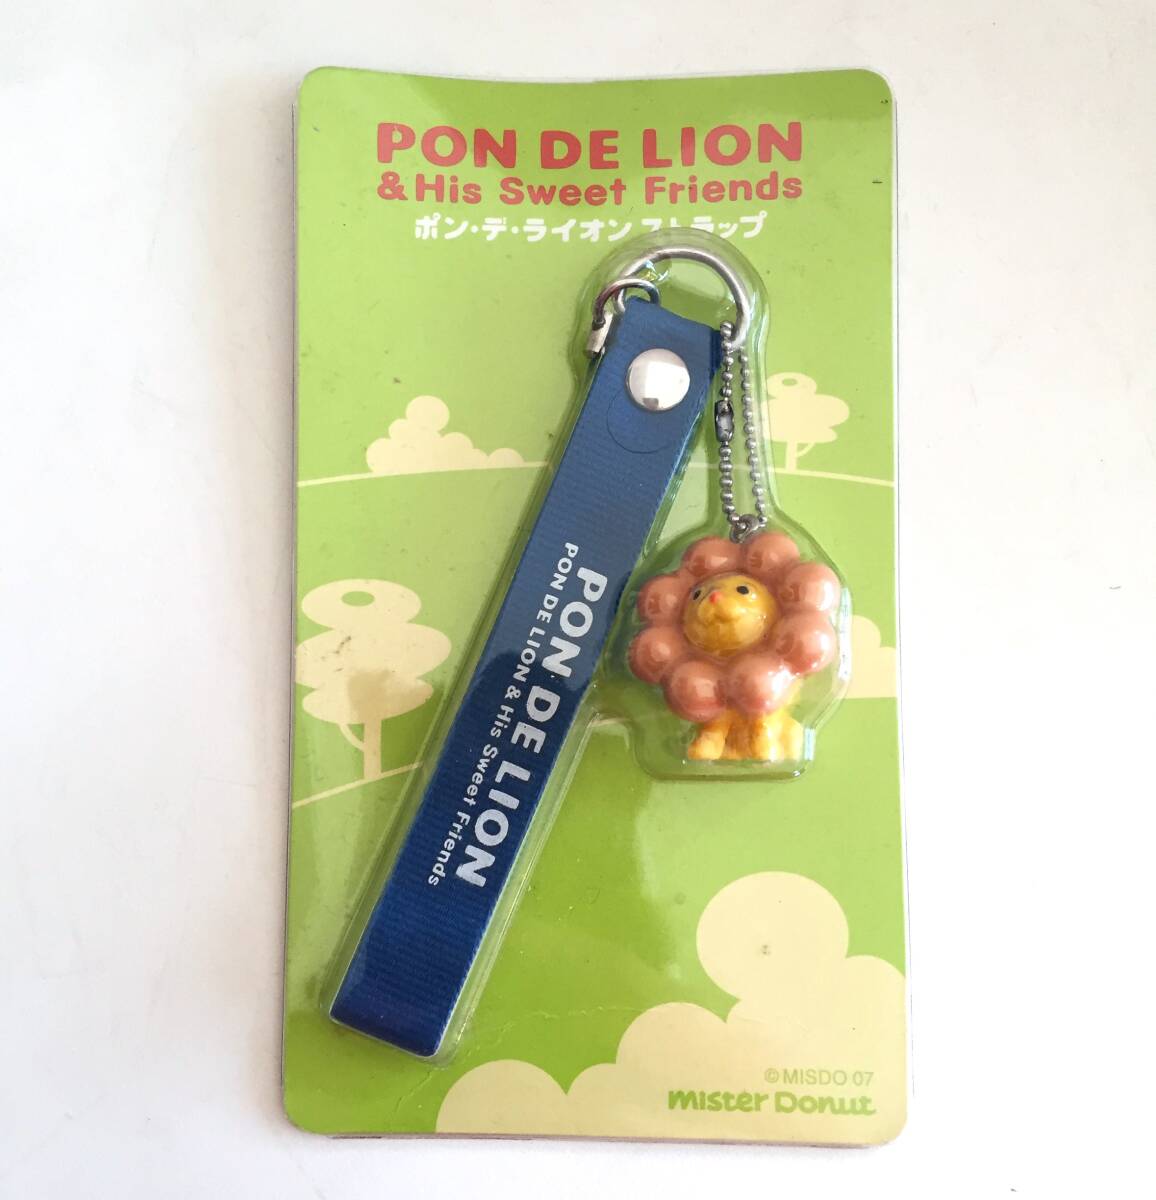 PON DE LION
& His Sweet Friends
ポン・デ・ライオン ストラップ
PON DE LION
PON DE LION & His Sweet Friends
© MISDO 07
mister Donut